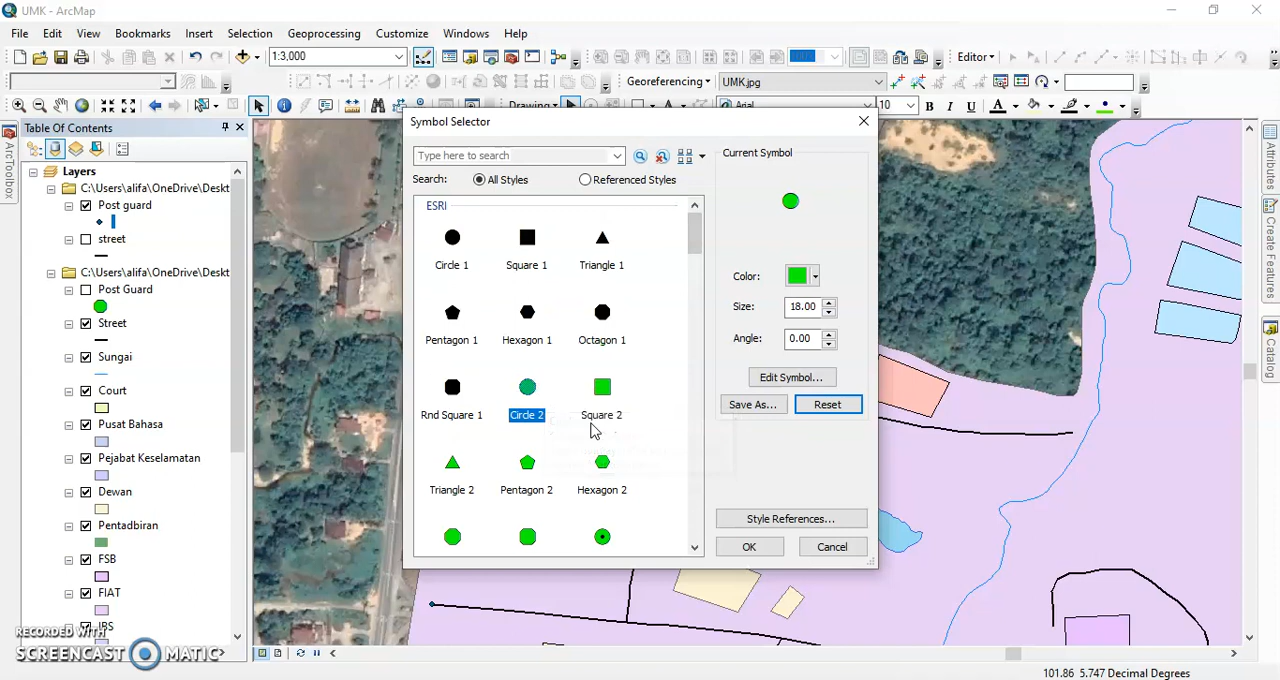 UMK - ArcMap
File Edit View Bookmarks Insert Selection Geoprocessing Customize Windows Help
1:3,000 Editor
Georeferencing UMK.jpg
Drawing Arial 10 B I U A
Table Of Contents
ArcToolbox
Layers
C:\Users\alifa\OneDrive\Deskt
Post guard
street
C:\Users\alifa\OneDrive\Deskt
Post Guard
Street
Sungai
Court
Pusat Bahasa
Pejabat Keselamatan
Dewan
Pentadbiran
FSB
FIAT
Symbol Selector
Type here to search
Search: All Styles Referenced Styles
ESRI
Circle 1 Square 1 Triangle 1
Pentagon 1 Hexagon 1 Octagon 1
Rnd Square 1 Circle 2 Square 2
Triangle 2 Pentagon 2 Hexagon 2
Current Symbol
Color:
Size: 18.00
Angle: 0.00
Edit Symbol...
Save As... Reset
Style References...
OK Cancel
Attributes
Create Features
Catalog
RECORDED WITH
SCREENCAST MATIC
101.86 5.747 Decimal Degrees